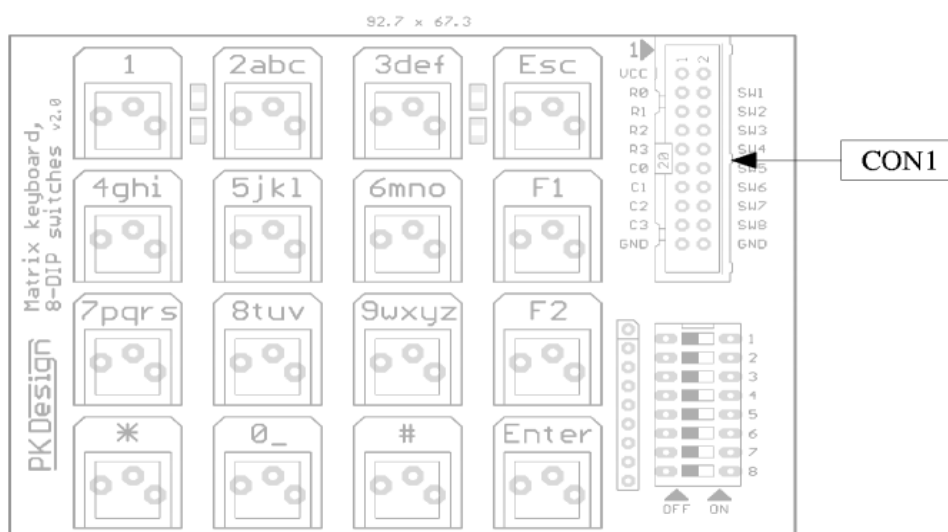 92.7 x 67.3
Matrix keyboard,
8-DIP switches v2.0
PK Design
1
2abc
3def
Esc
4ghi
5jkl
6mno
F1
7pqrs
8tuv
9wxyz
F2
*
0_
#
Enter
1
1 2
VCC
R0 SW1
R1 SW2
R2 SW3
R3 SW4
C0 SW5
C1 SW6
C2 SW7
C3 SW8
GND GND
20
CON1
1
2
3
4
5
6
7
8
OFF ON